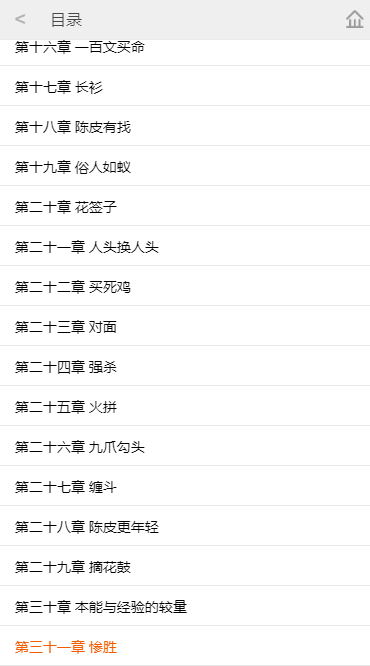 < 目录
第十六章 一百文买命
第十七章 长衫
第十八章 陈皮有找
第十九章 俗人如蚁
第二十章 花签子
第二十一章 人头换人头
第二十二章 买死鸡
第二十三章 对面
第二十四章 强杀
第二十五章 火拼
第二十六章 九爪勾头
第二十七章 缠斗
第二十八章 陈皮更年轻
第二十九章 摘花鼓
第三十章 本能与经验的较量
第三十一章 惨胜